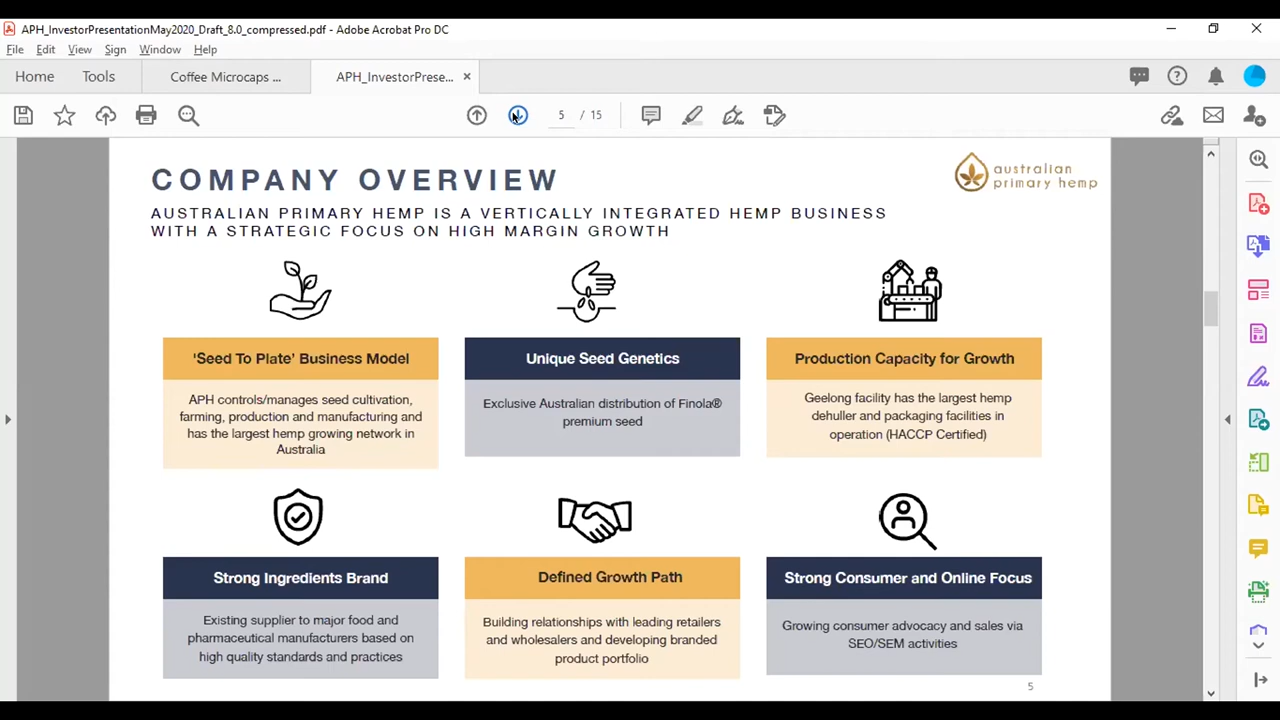 APH_InvestorPresentationMay2020_Draft_8.0_compressed.pdf - Adobe Acrobat Pro DC
File Edit View Sign Window Help
Home Tools Coffee Microcaps ... APH_InvestorPrese... ×
5 / 15
COMPANY OVERVIEW
australian
primary hemp
AUSTRALIAN PRIMARY HEMP IS A VERTICALLY INTEGRATED HEMP BUSINESS
WITH A STRATEGIC FOCUS ON HIGH MARGIN GROWTH
'Seed To Plate' Business Model
APH controls/manages seed cultivation,
farming, production and manufacturing and
has the largest hemp growing network in
Australia
Unique Seed Genetics
Exclusive Australian distribution of Finola®
premium seed
Production Capacity for Growth
Geelong facility has the largest hemp
dehuller and packaging facilities in
operation (HACCP Certified)
Strong Ingredients Brand
Existing supplier to major food and
pharmaceutical manufacturers based on
high quality standards and practices
Defined Growth Path
Building relationships with leading retailers
and wholesalers and developing branded
product portfolio
Strong Consumer and Online Focus
Growing consumer advocacy and sales via
SEO/SEM activities
5